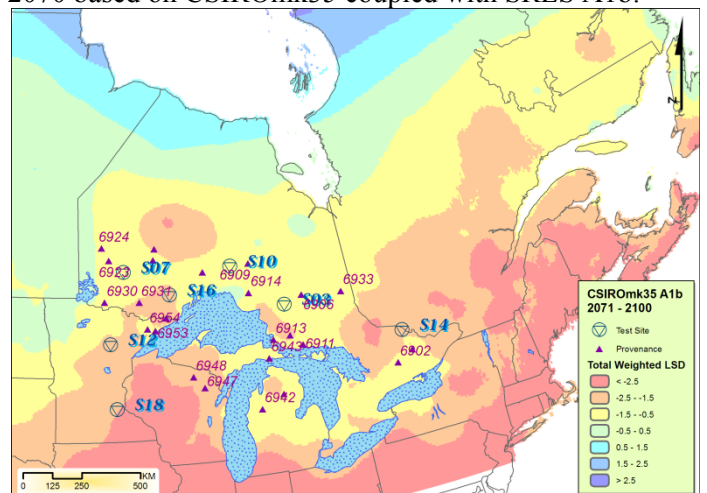 2070 based on CSIROmk35 coupled with SRES A1b.
N
6924
6923
S07
6909
S10
6914
6933
6930
6931
S16
S14
6953
6913
6911
6943
6902
S12
6948
6947
6942
S18
CSIROmk35 A1b
2071 - 2100
Test Site
Provenance
Total Weighted LSD
< -2.5
-2.5 - -1.5
-1.5 - -0.5
-0.5 - 0.5
0.5 - 1.5
1.5 - 2.5
> 2.5
KM
0 125 250 500